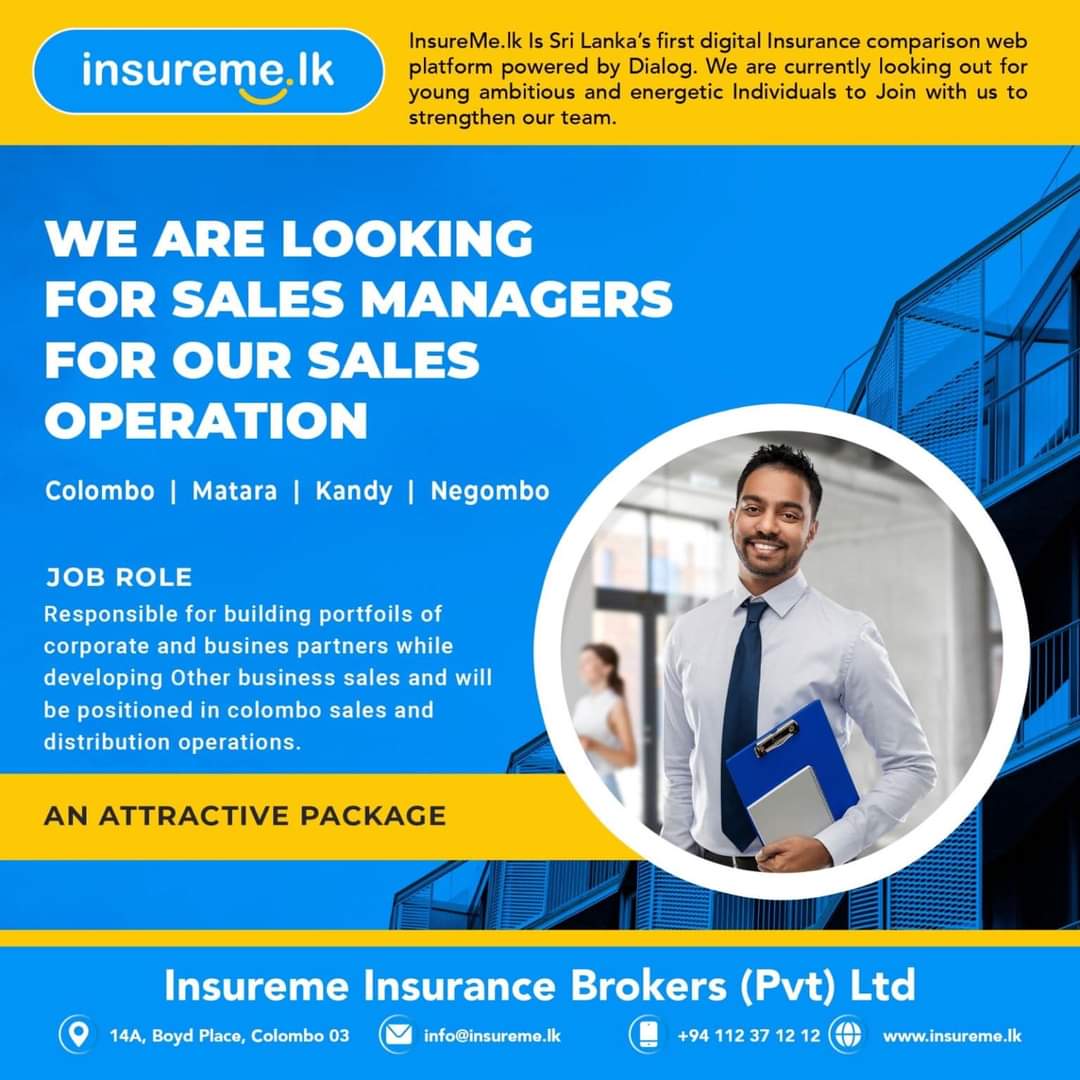 insureme.lk
InsureMe.lk Is Sri Lanka's first digital Insurance comparison web
platform powered by Dialog. We are currently looking out for
young ambitious and energetic Individuals to Join with us to
strengthen our team.
WE ARE LOOKING
FOR SALES MANAGERS
FOR OUR SALES
OPERATION
Colombo | Matara | Kandy | Negombo
JOB ROLE
Responsible for building portfoils of
corporate and busines partners while
developing Other business sales and will
be positioned in colombo sales and
distribution operations.
AN ATTRACTIVE PACKAGE
Insureme Insurance Brokers (Pvt) Ltd
14A, Boyd Place, Colombo 03 info@insureme.lk +94 112 37 12 12 www.insureme.lk